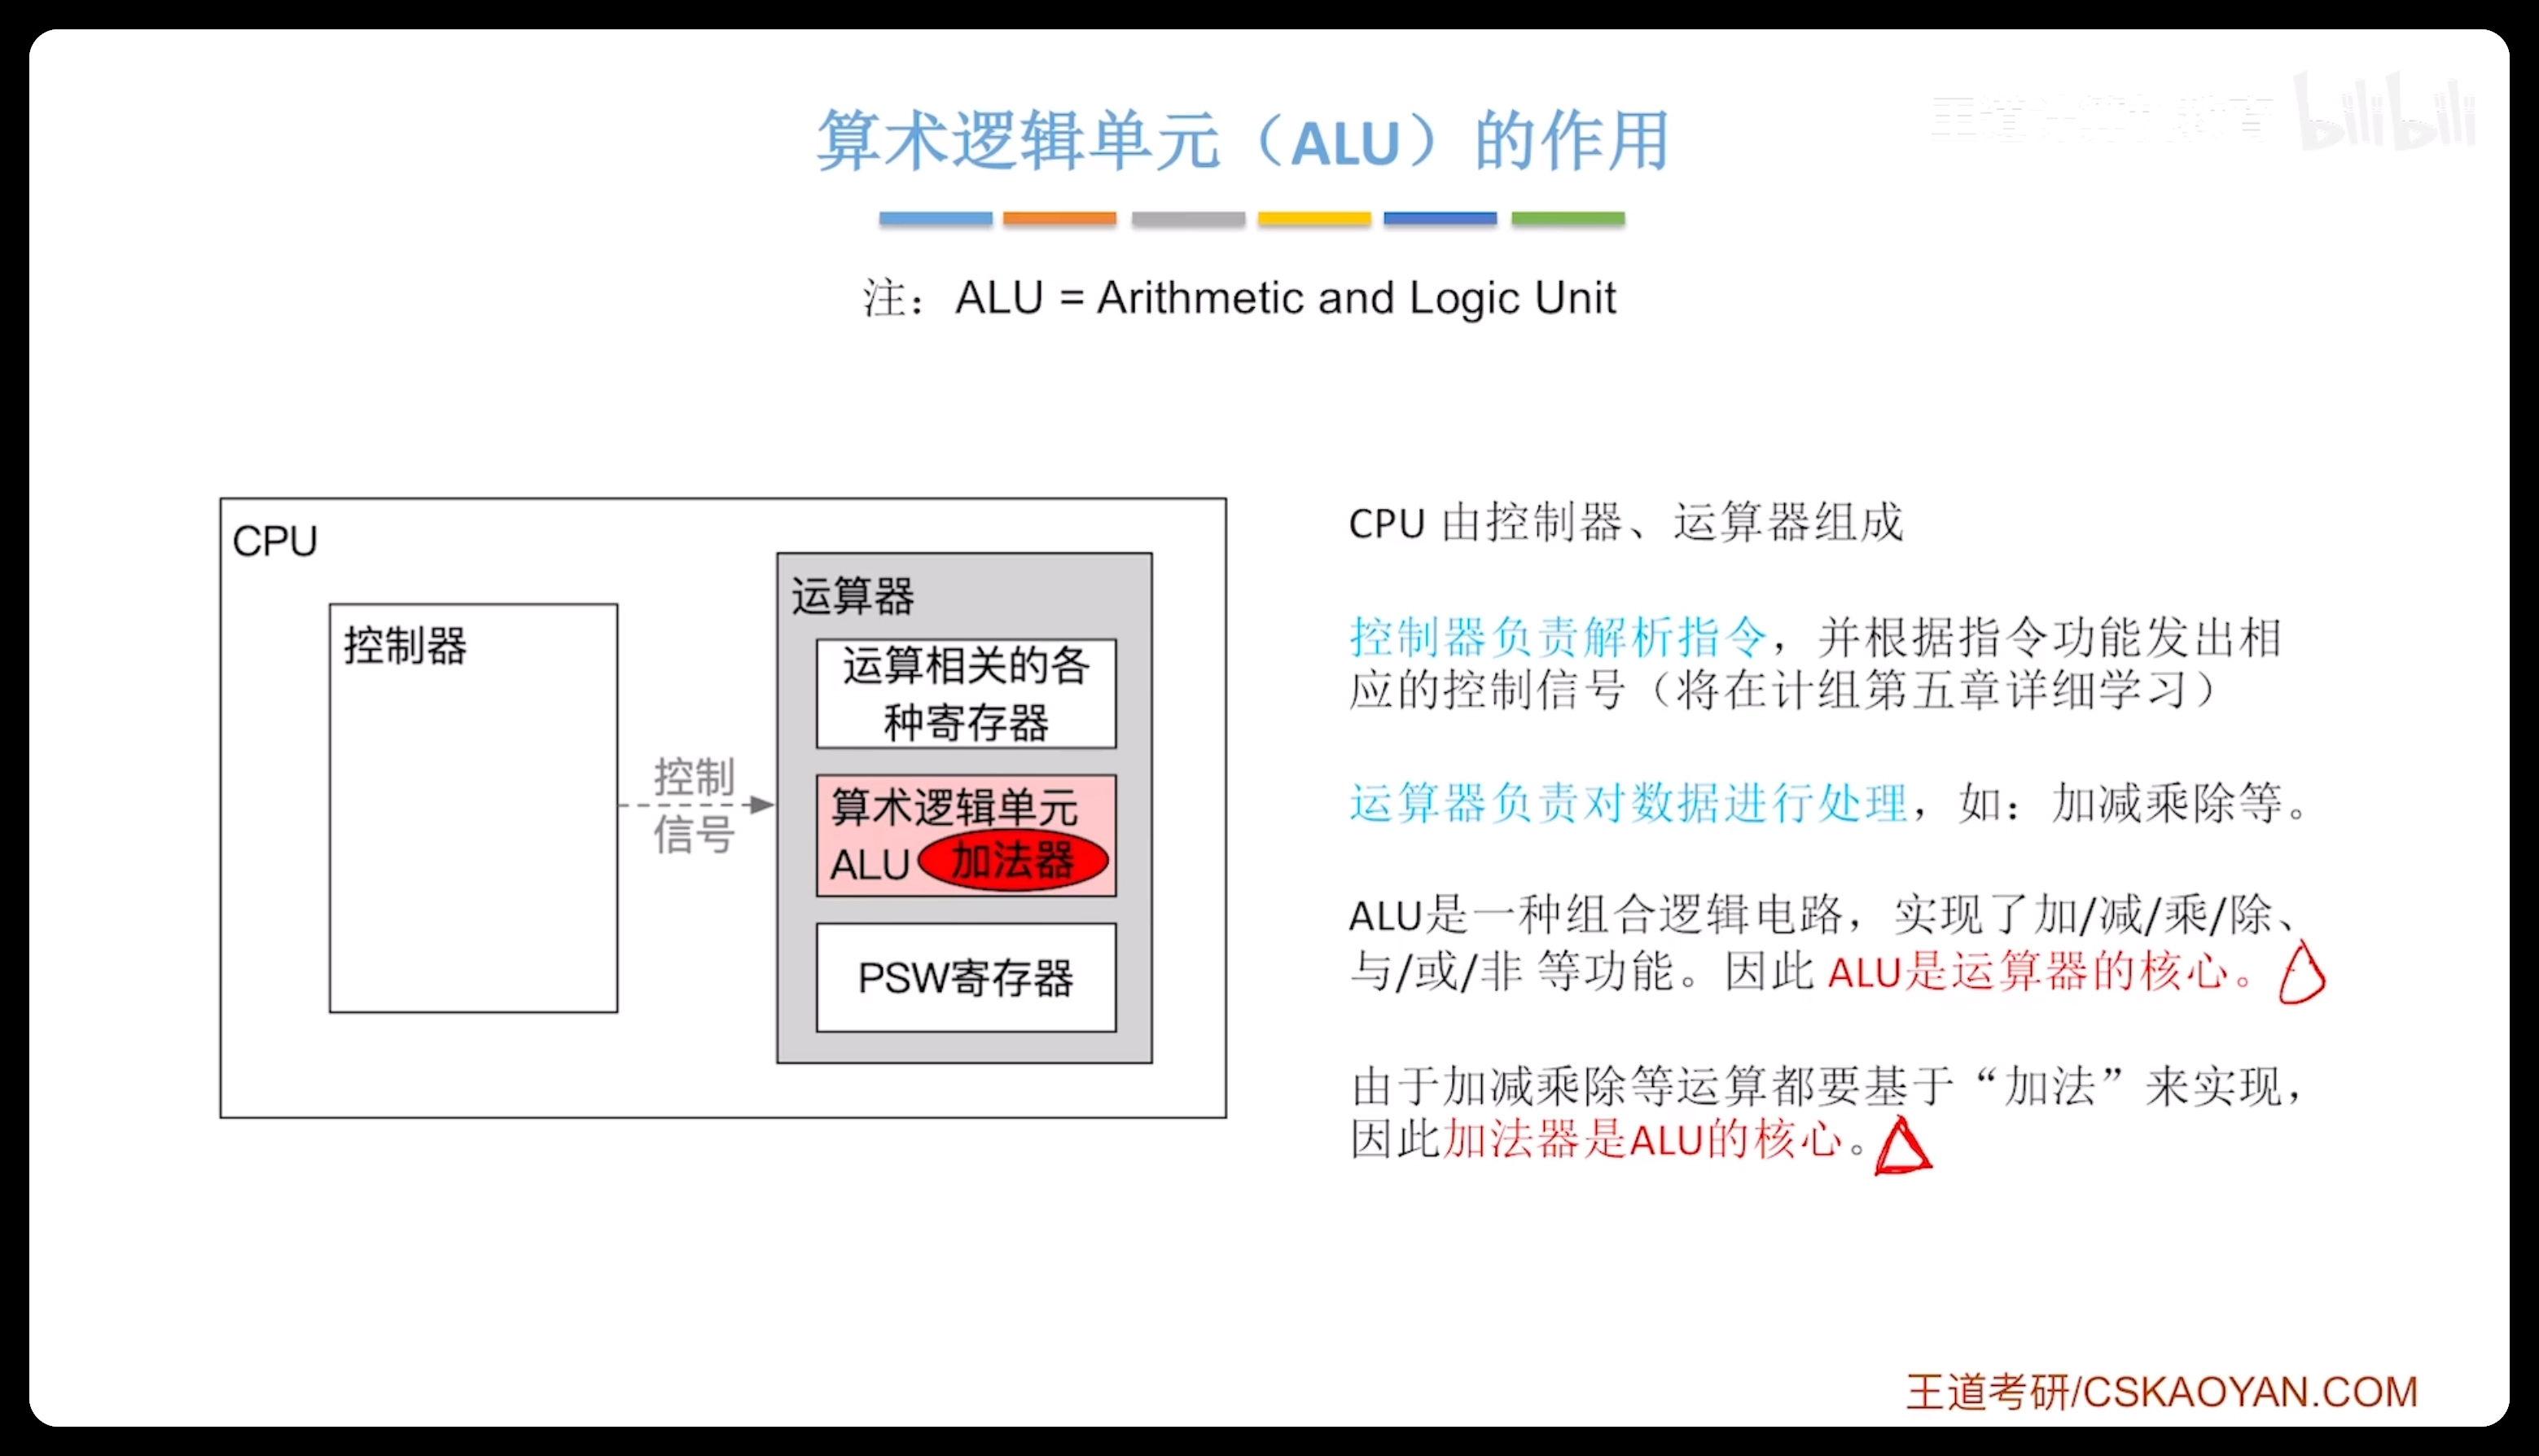 算术逻辑单元（ALU）的作用
bilibili
注：ALU = Arithmetic and Logic Unit
CPU
控制器
控制
信号
运算器
运算相关的各
种寄存器
算术逻辑单元
ALU 加法器
PSW寄存器
CPU 由控制器、运算器组成
控制器负责解析指令，并根据指令功能发出相
应的控制信号（将在计组第五章详细学习）
运算器负责对数据进行处理，如：加减乘除等。
ALU是一种组合逻辑电路，实现了加/减/乘/除、
与/或/非 等功能。因此 ALU是运算器的核心。
由于加减乘除等运算都要基于“加法”来实现，
因此加法器是ALU的核心。
王道考研/CSKAOYAN.COM